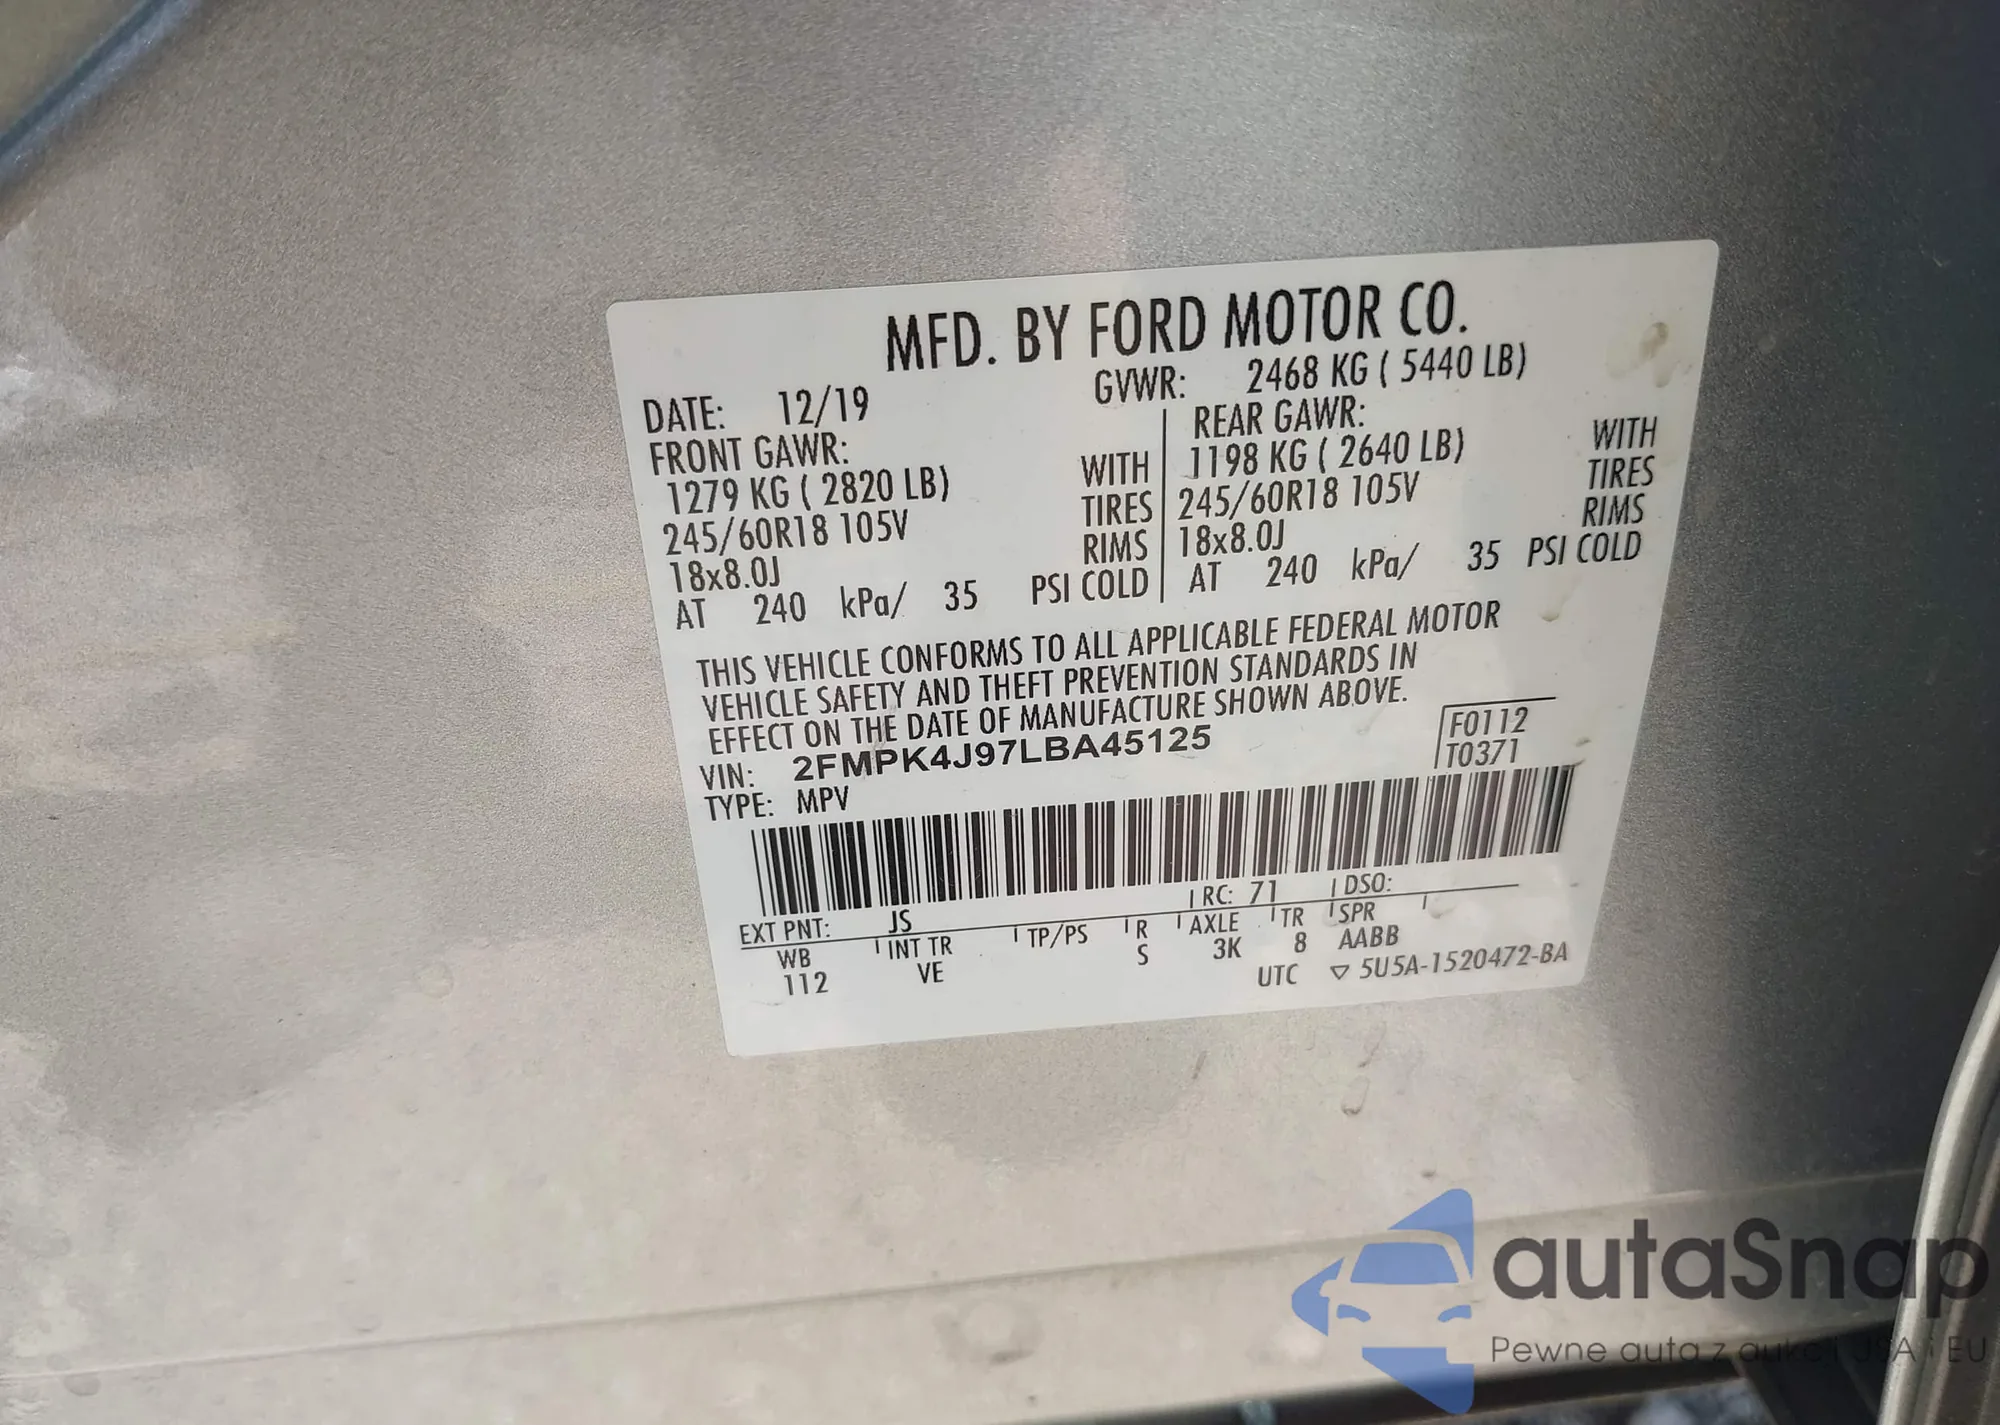 MFD. BY FORD MOTOR CO.
DATE: 12/19 GVWR: 2468 KG ( 5440 LB)
FRONT GAWR: REAR GAWR:
1279 KG ( 2820 LB) WITH 1198 KG ( 2640 LB) WITH
245/60R18 105V TIRES 245/60R18 105V TIRES
18x8.0J RIMS 18x8.0J RIMS
AT 240 kPa/ 35 PSI COLD AT 240 kPa/ 35 PSI COLD
THIS VEHICLE CONFORMS TO ALL APPLICABLE FEDERAL MOTOR
VEHICLE SAFETY AND THEFT PREVENTION STANDARDS IN
EFFECT ON THE DATE OF MANUFACTURE SHOWN ABOVE.
VIN: 2FMPK4J97LBA45125 F0112
TYPE: MPV T0371
EXT PNT: JS RC: 71 DSO:
WB INT TR TP/PS R AXLE TR SPR
112 VE S 3K 8 AABB
UTC ▽ 5U5A-1520472-BA
autaSnap
Pewne auta z aukcji USA i EU